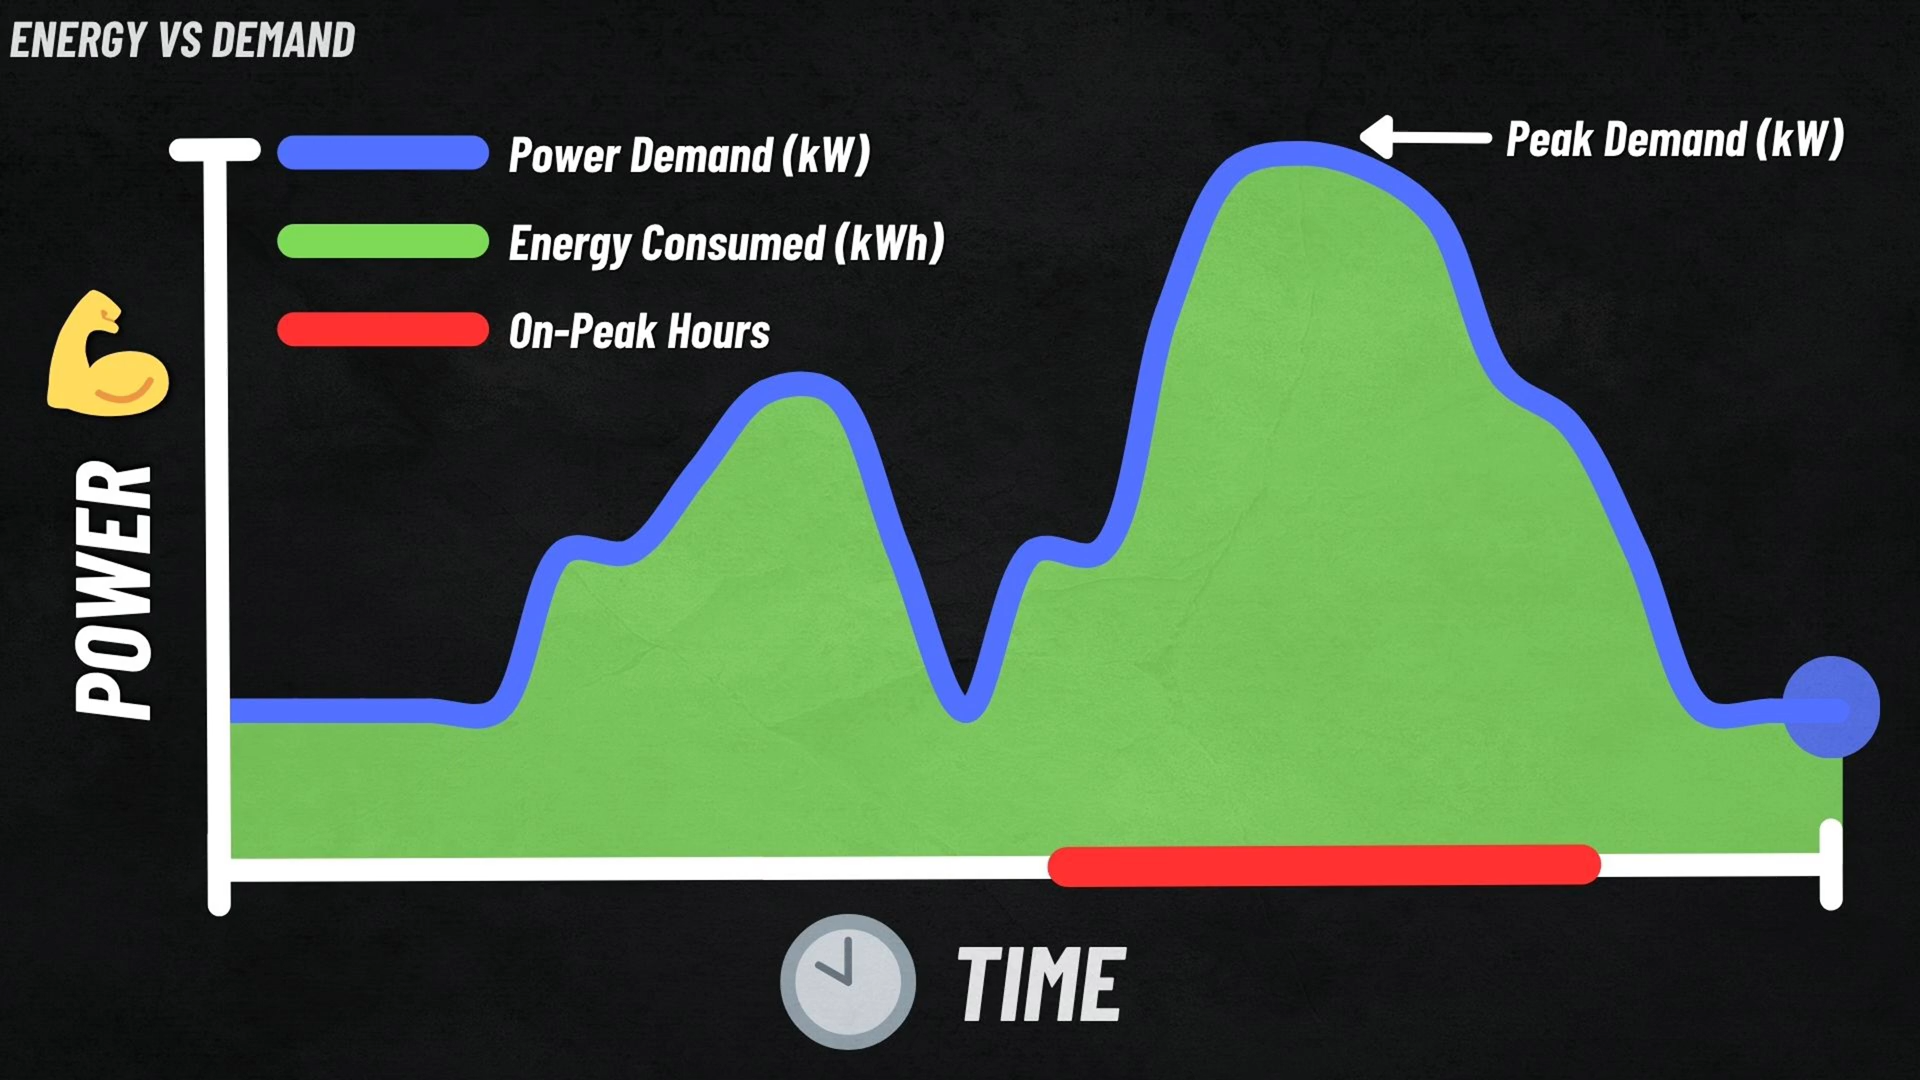 ENERGY VS DEMAND
Power Demand (kW)
Peak Demand (kW)
Energy Consumed (kWh)
On-Peak Hours
POWER
TIME